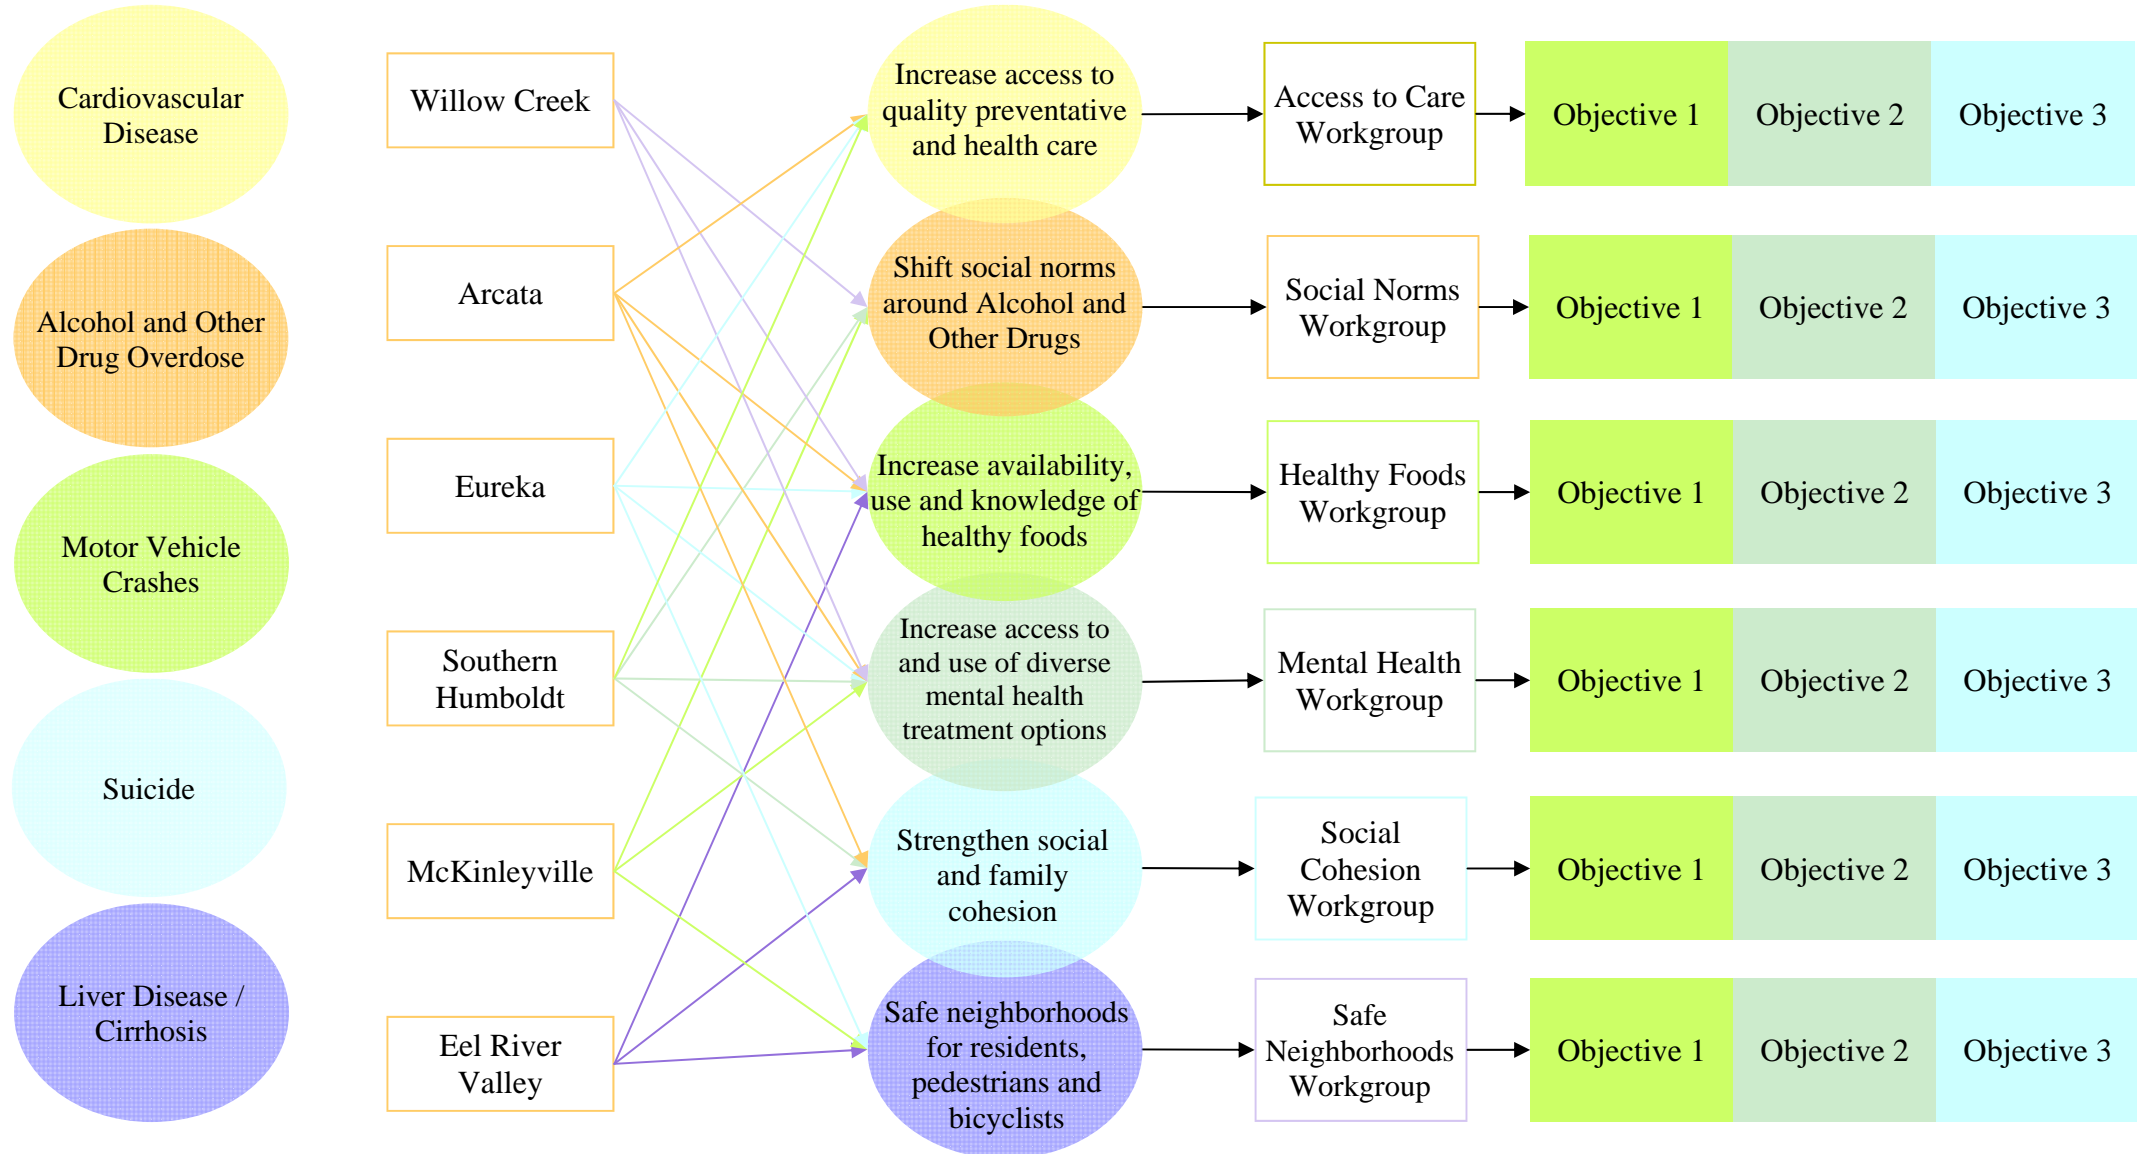 Cardiovascular
Disease
Alcohol and Other
Drug Overdose
Motor Vehicle
Crashes
Suicide
Liver Disease /
Cirrhosis
Willow Creek
Arcata
Eureka
Southern
Humboldt
McKinleyville
Eel River
Valley
Increase access to
quality preventative
and health care
Shift social norms
around Alcohol and
Other Drugs
Increase availability,
use and knowledge of
healthy foods
Increase access to
and use of diverse
mental health
treatment options
Strengthen social
and family
cohesion
Safe neighborhoods
for residents,
pedestrians and
bicyclists
Access to Care
Workgroup
Social Norms
Workgroup
Healthy Foods
Workgroup
Mental Health
Workgroup
Social
Cohesion
Workgroup
Safe
Neighborhoods
Workgroup
Objective 1 Objective 2 Objective 3
Objective 1 Objective 2 Objective 3
Objective 1 Objective 2 Objective 3
Objective 1 Objective 2 Objective 3
Objective 1 Objective 2 Objective 3
Objective 1 Objective 2 Objective 3